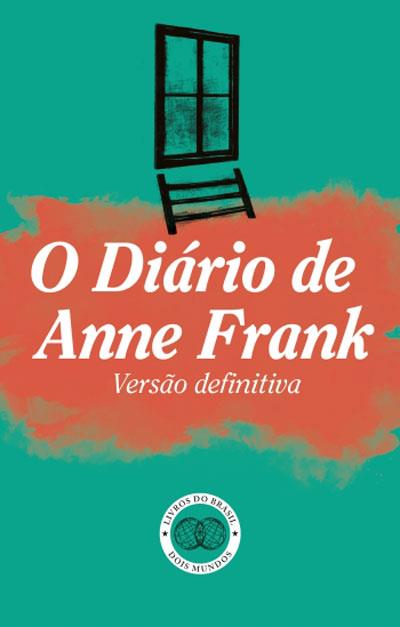 O Diário de
Anne Frank
Versão definitiva
LIVROS DO BRASIL
DOIS MUNDOS